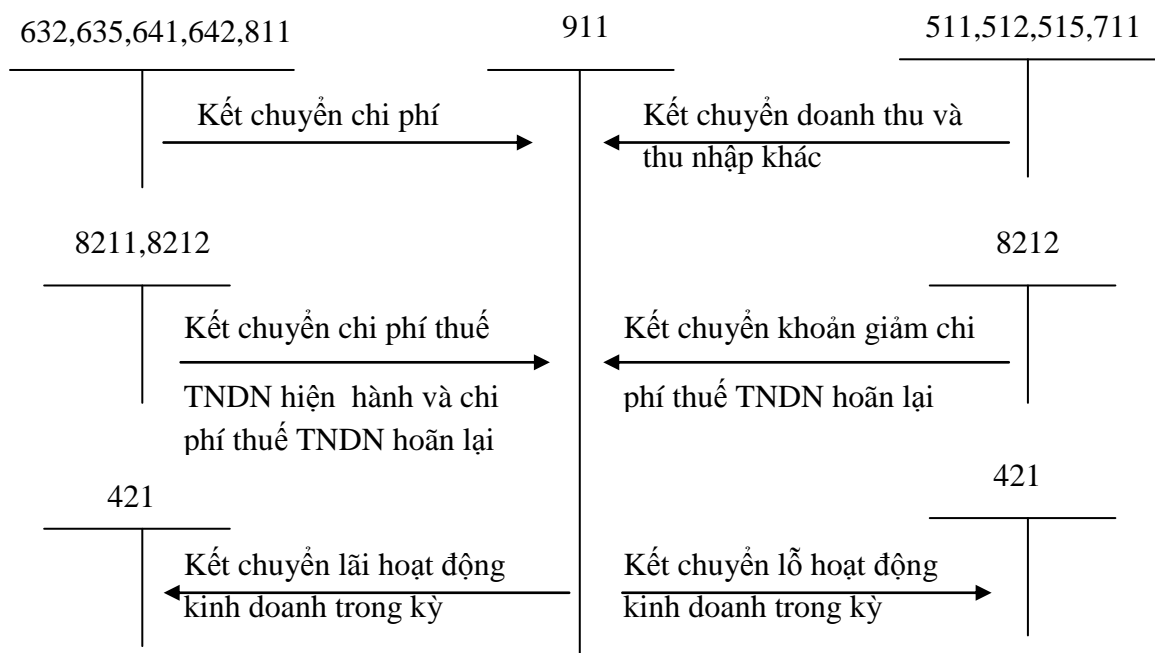 632,635,641,642,811
911
511,512,515,711
Kết chuyển chi phí
Kết chuyển doanh thu và
thu nhập khác
8211,8212
8212
Kết chuyển chi phí thuế
TNDN hiện hành và chi
phí thuế TNDN hoãn lại
Kết chuyển khoản giảm chi
phí thuế TNDN hoãn lại
421
421
Kết chuyển lãi hoạt động
kinh doanh trong kỳ
Kết chuyển lỗ hoạt động
kinh doanh trong kỳ